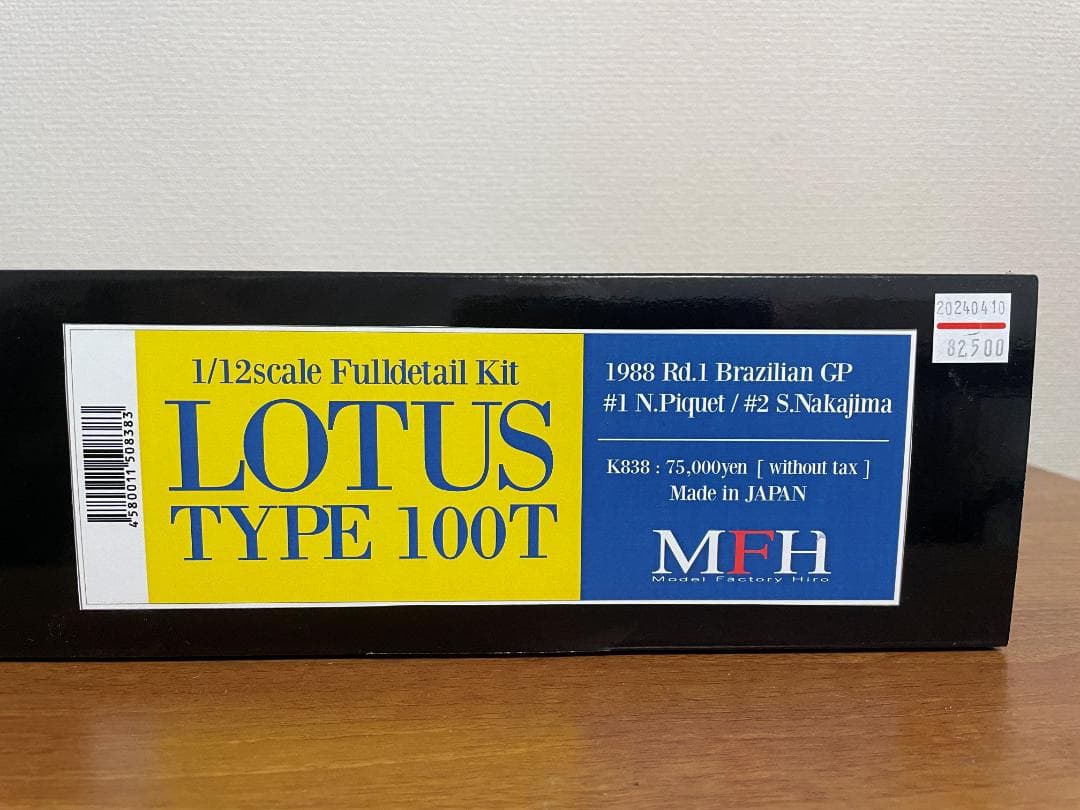 20240410
82500
1/12scale Fulldetail Kit
LOTUS
TYPE 100T
4580011508383
1988 Rd.1 Brazilian GP
#1 N.Piquet / #2 S.Nakajima
K838 : 75,000yen [ without tax ]
Made in JAPAN
MFH
Model Factory Hiro